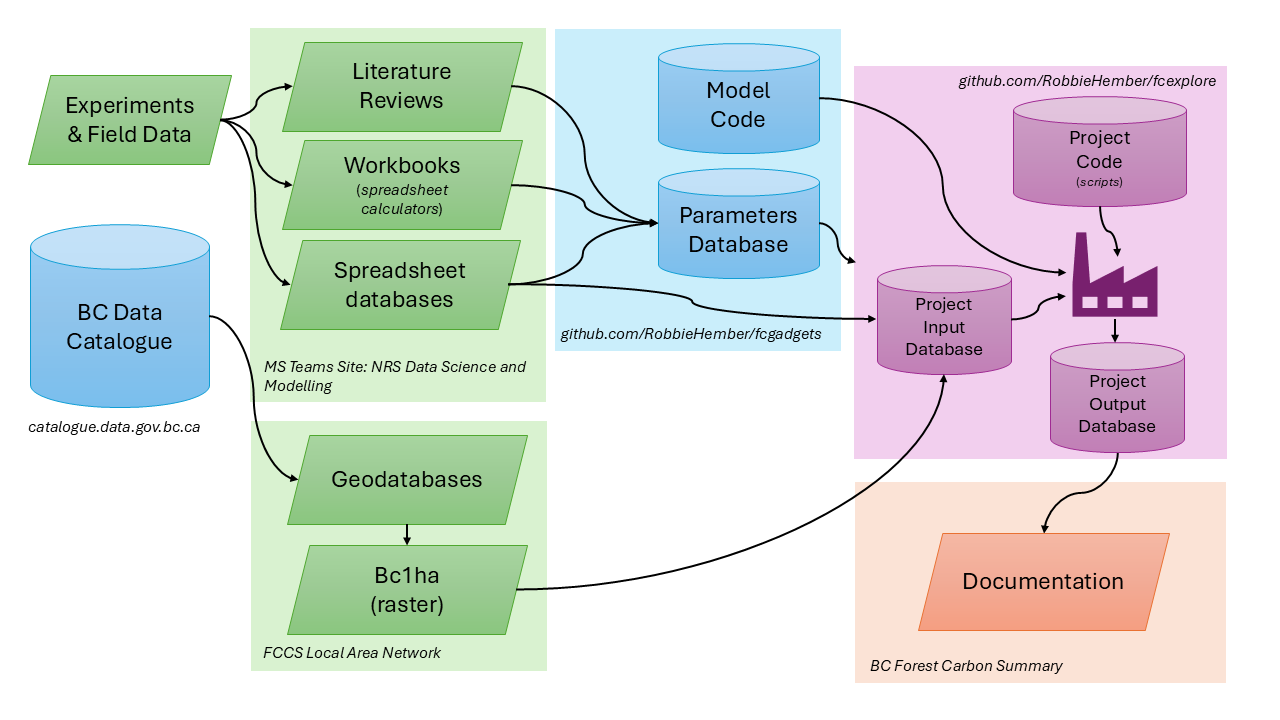 Experiments
& Field Data
BC Data
Catalogue
catalogue.data.gov.bc.ca
Literature
Reviews
Workbooks
(spreadsheet
calculators)
Spreadsheet
databases
MS Teams Site: NRS Data Science and
Modelling
Geodatabases
Bc1ha
(raster)
FCCS Local Area Network
Model
Code
Parameters
Database
github.com/RobbieHember/fcgadgets
github.com/RobbieHember/fcexplore
Project
Code
(scripts)
Project
Input
Database
Project
Output
Database
Documentation
BC Forest Carbon Summary